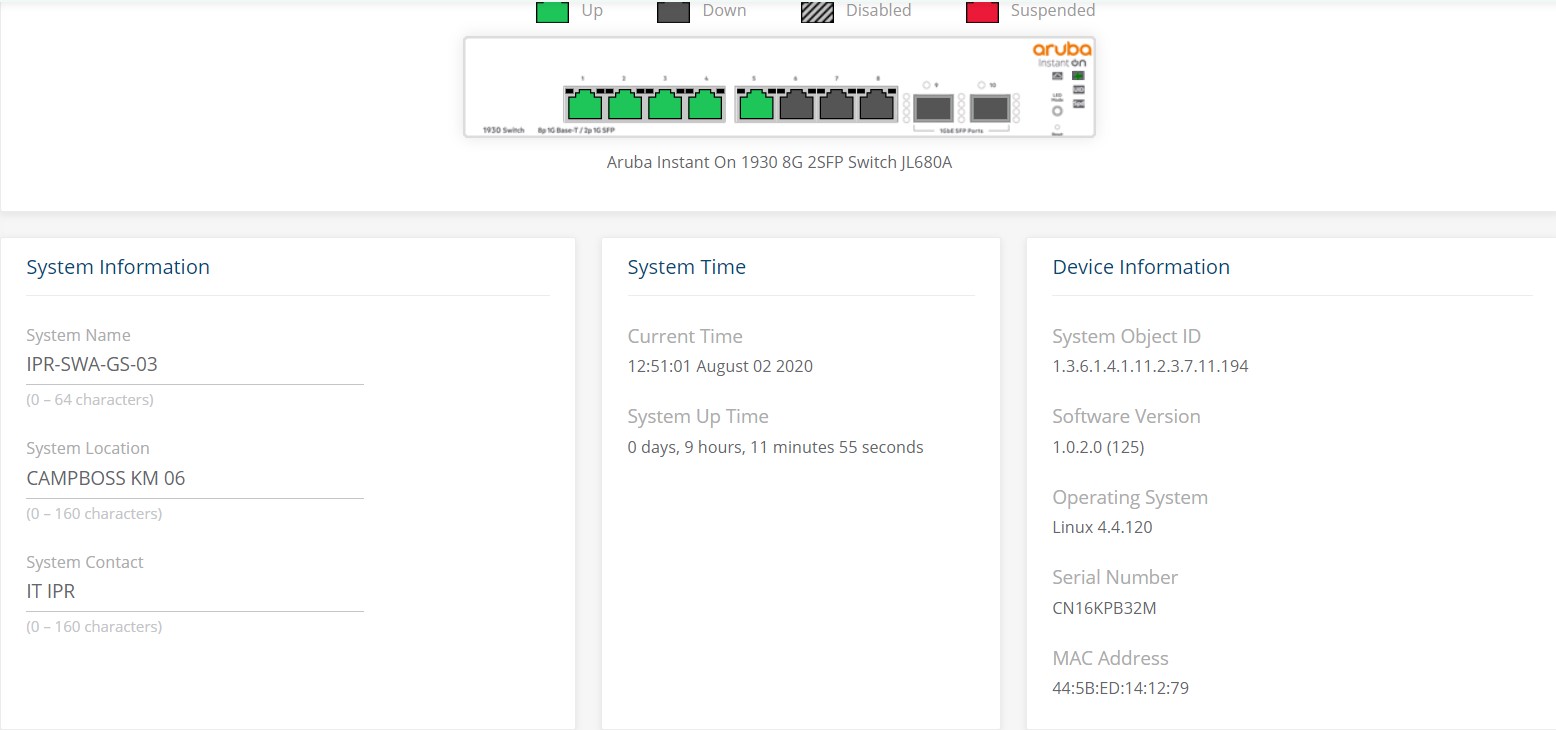 Up Down Disabled Suspended
aruba
Instant on
1 2 3 4 5 6 7 8 9 10
1930 Switch 8p 1G Base-T / 2p 1G SFP 1GbE SFP Ports
Aruba Instant On 1930 8G 2SFP Switch JL680A
System Information
System Name
IPR-SWA-GS-03
(0 – 64 characters)
System Location
CAMPBOSS KM 06
(0 – 160 characters)
System Contact
IT IPR
(0 – 160 characters)
System Time
Current Time
12:51:01 August 02 2020
System Up Time
0 days, 9 hours, 11 minutes 55 seconds
Device Information
System Object ID
1.3.6.1.4.1.11.2.3.7.11.194
Software Version
1.0.2.0 (125)
Operating System
Linux 4.4.120
Serial Number
CN16KPB32M
MAC Address
44:5B:ED:14:12:79